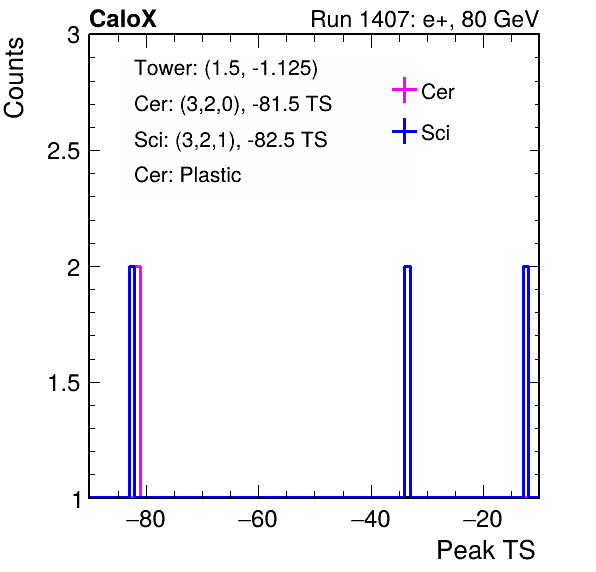 CaloX
Run 1407: e+, 80 GeV
Counts
Tower: (1.5, -1.125)
Cer: (3,2,0), -81.5 TS
Sci: (3,2,1), -82.5 TS
Cer: Plastic
Cer
Sci
3
2.5
2
1.5
1
−80
−60
−40
−20
Peak TS